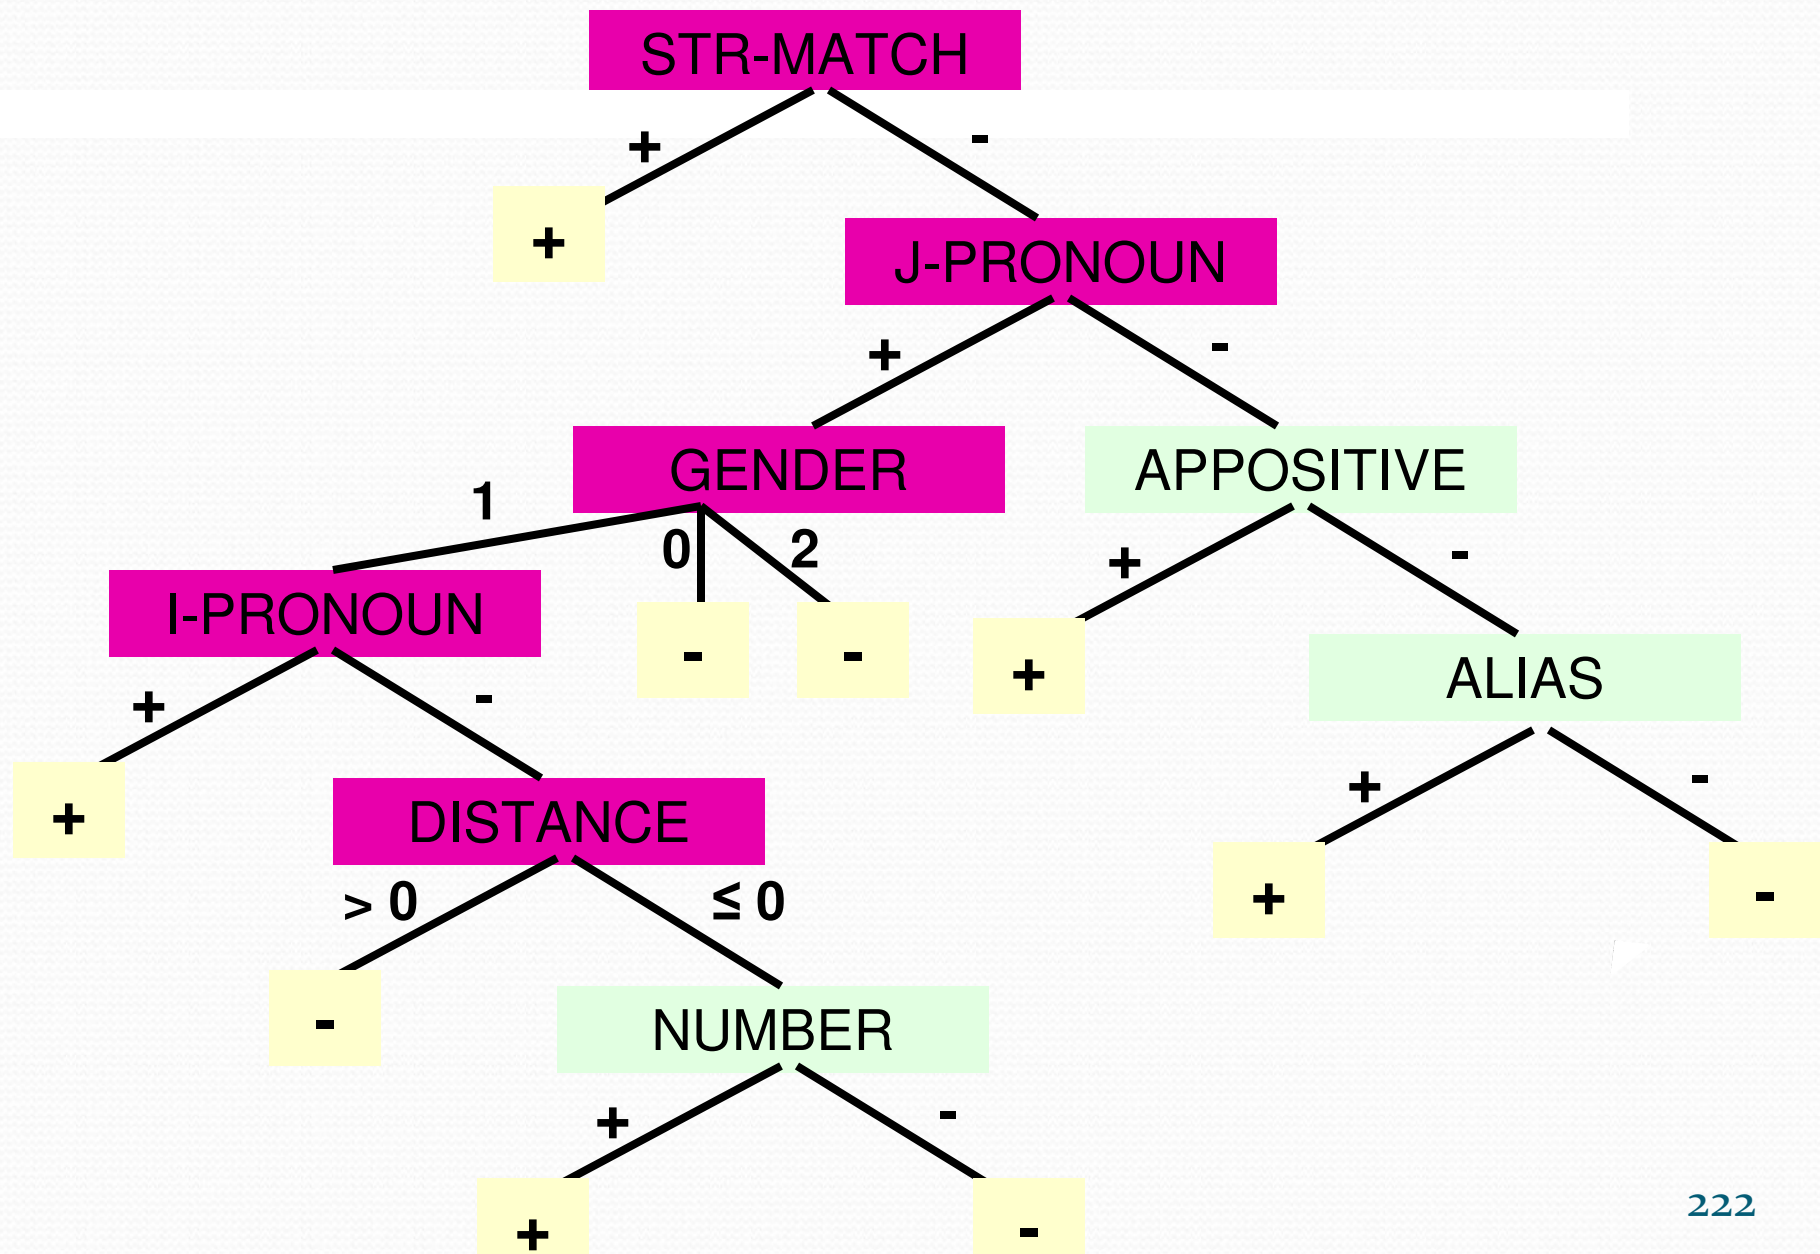 STR-MATCH
+ -
+
J-PRONOUN
+ -
GENDER APPOSITIVE
1 0 2 + -
I-PRONOUN - - +
ALIAS
+ -
+ -
+
DISTANCE
> 0 ≤ 0
+ -
-
NUMBER
+ -
+ -
222